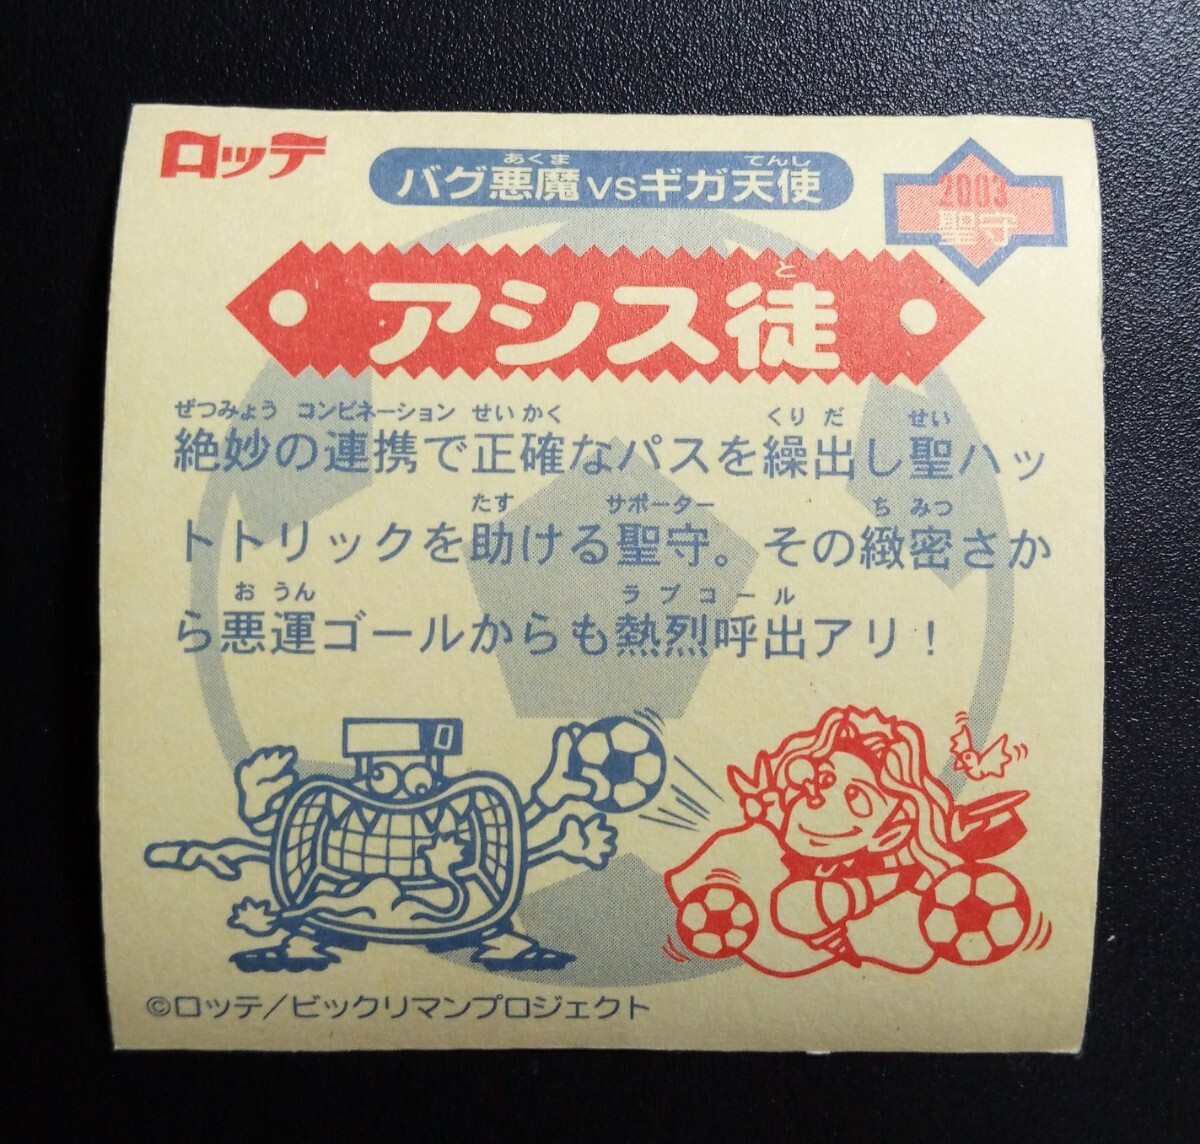 ロッテ
あくま てんし
バグ悪魔vsギガ天使
2003
聖守
と
アシス徒
ぜつみょう コンビネーション せいかく くりだ せい
絶妙の連携で正確なパスを繰出し聖ハッ
たす サポーター ちみつ
トトリックを助ける聖守。その緻密さか
おうん ラブコール
ら悪運ゴールからも熱烈呼出アリ！
©ロッテ/ビックリマンプロジェクト